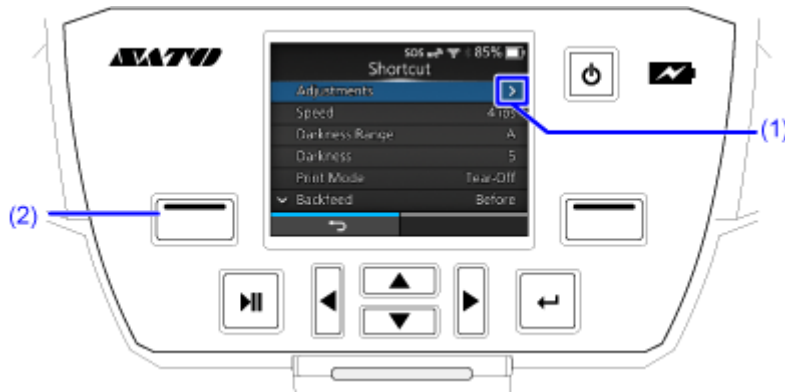 SATO
SOS 85%
Shortcut
Adjustments
Speed 4 ips
Darkness Range A
Darkness 5
Print Mode Tear-Off
Backfeed Before
(1)
(2)